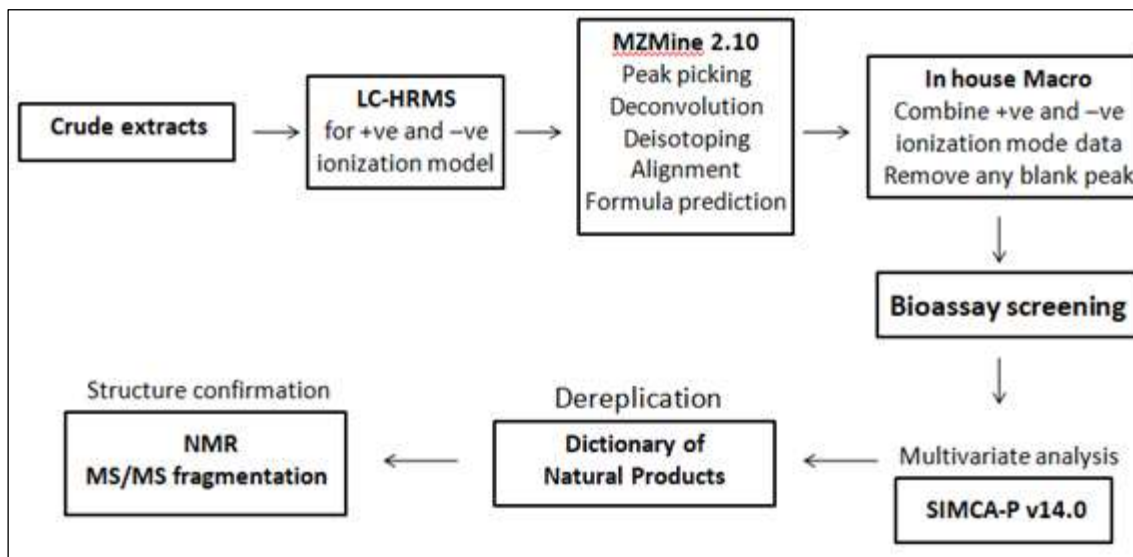 Crude extracts
LC-HRMS
for +ve and –ve
ionization model
MZMine 2.10
Peak picking
Deconvolution
Deisotoping
Alignment
Formula prediction
In house Macro
Combine +ve and –ve
ionization mode data
Remove any blank peak
Bioassay screening
Multivariate analysis
SIMCA-P v14.0
Dereplication
Dictionary of
Natural Products
Structure confirmation
NMR
MS/MS fragmentation